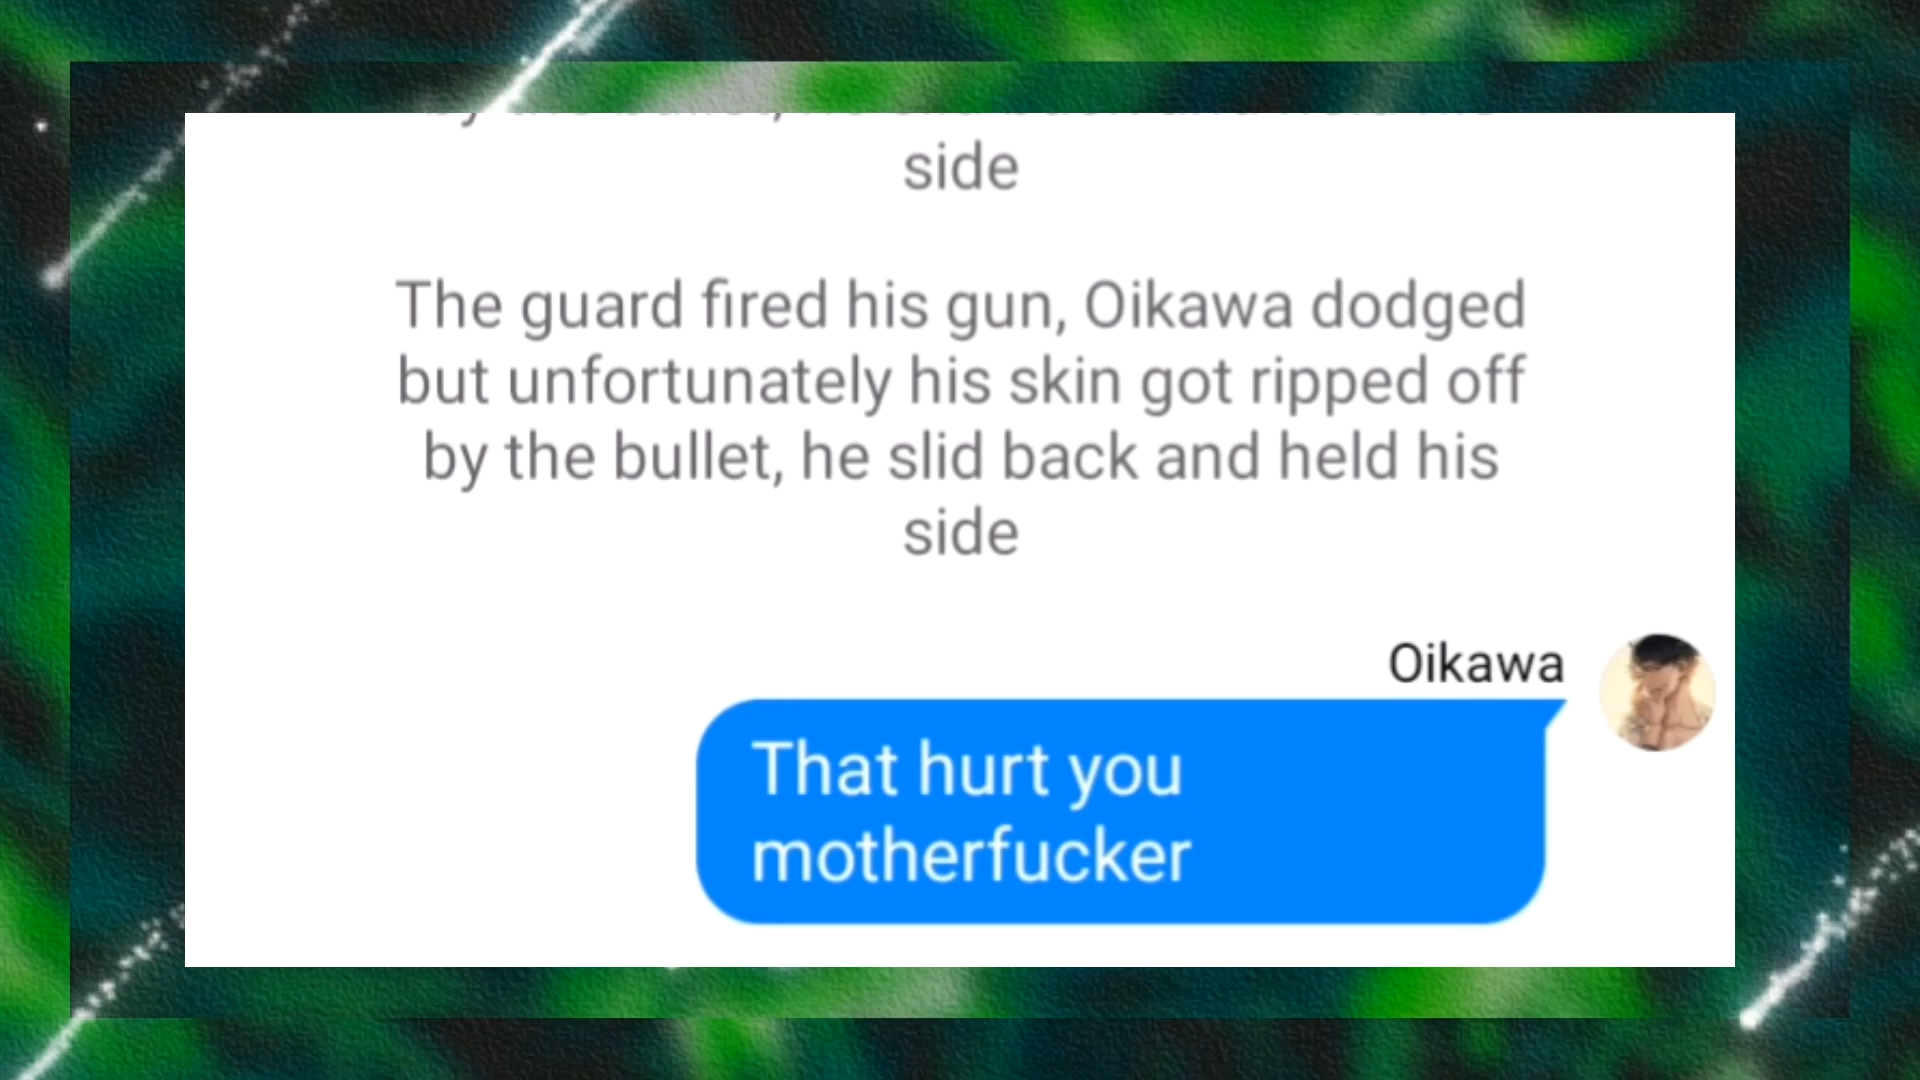 side
The guard fired his gun, Oikawa dodged
but unfortunately his skin got ripped off
by the bullet, he slid back and held his
side
Oikawa
That hurt you
motherfucker